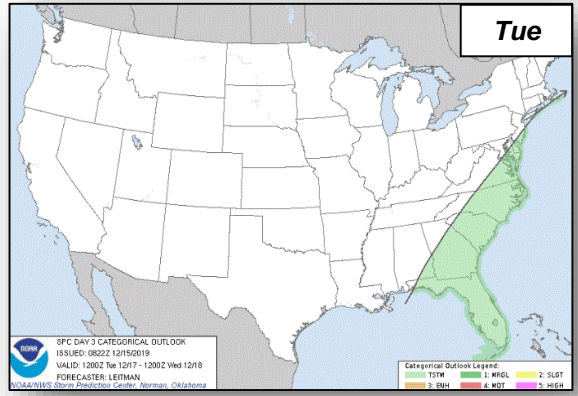 Tue
NOAA
SPC DAY 3 CATEGORICAL OUTLOOK
ISSUED: 0822Z 12/15/2019
VALID: 1200Z Tue 12/17 - 1200Z Wed 12/18
FORECASTER: LEITMAN
NOAA/NWS Storm Prediction Center, Norman, Oklahoma
Categorical Outlook Legend:
TSTM 1: MRGL 2: SLGT
3: ENH 4: MDT 5: HIGH